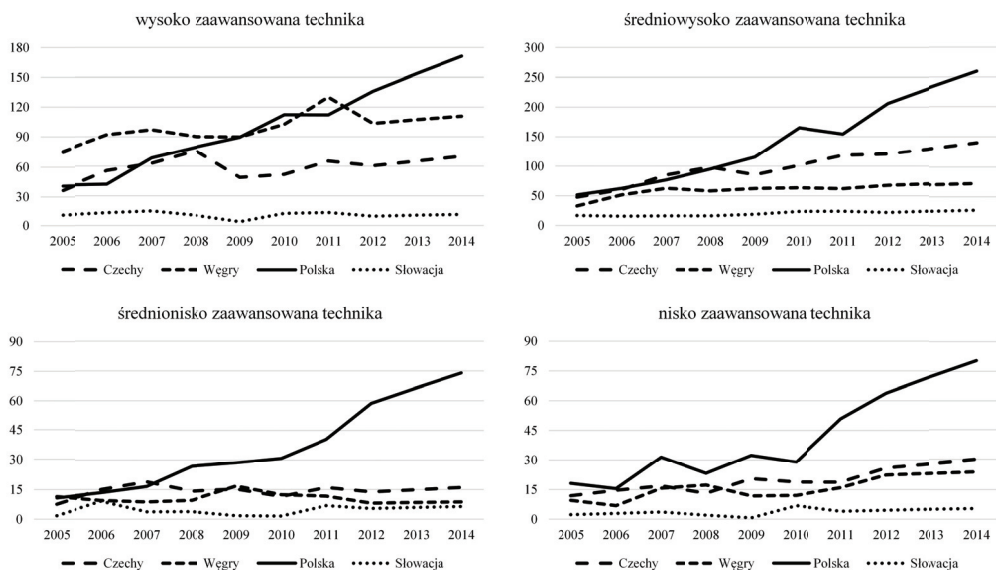 wysoko zaawansowana technika
180
150
120
90
60
30
0
2005 2006 2007 2008 2009 2010 2011 2012 2013 2014
Czechy Węgry Polska Słowacja
średniowysoko zaawansowana technika
300
250
200
150
100
50
0
2005 2006 2007 2008 2009 2010 2011 2012 2013 2014
Czechy Węgry Polska Słowacja
średnionisko zaawansowana technika
90
75
60
45
30
15
0
2005 2006 2007 2008 2009 2010 2011 2012 2013 2014
Czechy Węgry Polska Słowacja
nisko zaawansowana technika
90
75
60
45
30
15
0
2005 2006 2007 2008 2009 2010 2011 2012 2013 2014
Czechy Węgry Polska Słowacja